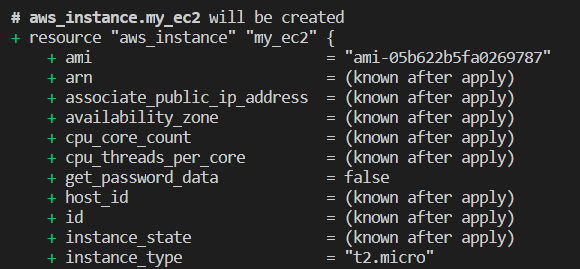 # aws_instance.my_ec2 will be created
+ resource "aws_instance" "my_ec2" {
+ ami = "ami-05b622b5fa0269787"
+ arn = (known after apply)
+ associate_public_ip_address = (known after apply)
+ availability_zone = (known after apply)
+ cpu_core_count = (known after apply)
+ cpu_threads_per_core = (known after apply)
+ get_password_data = false
+ host_id = (known after apply)
+ id = (known after apply)
+ instance_state = (known after apply)
+ instance_type = "t2.micro"